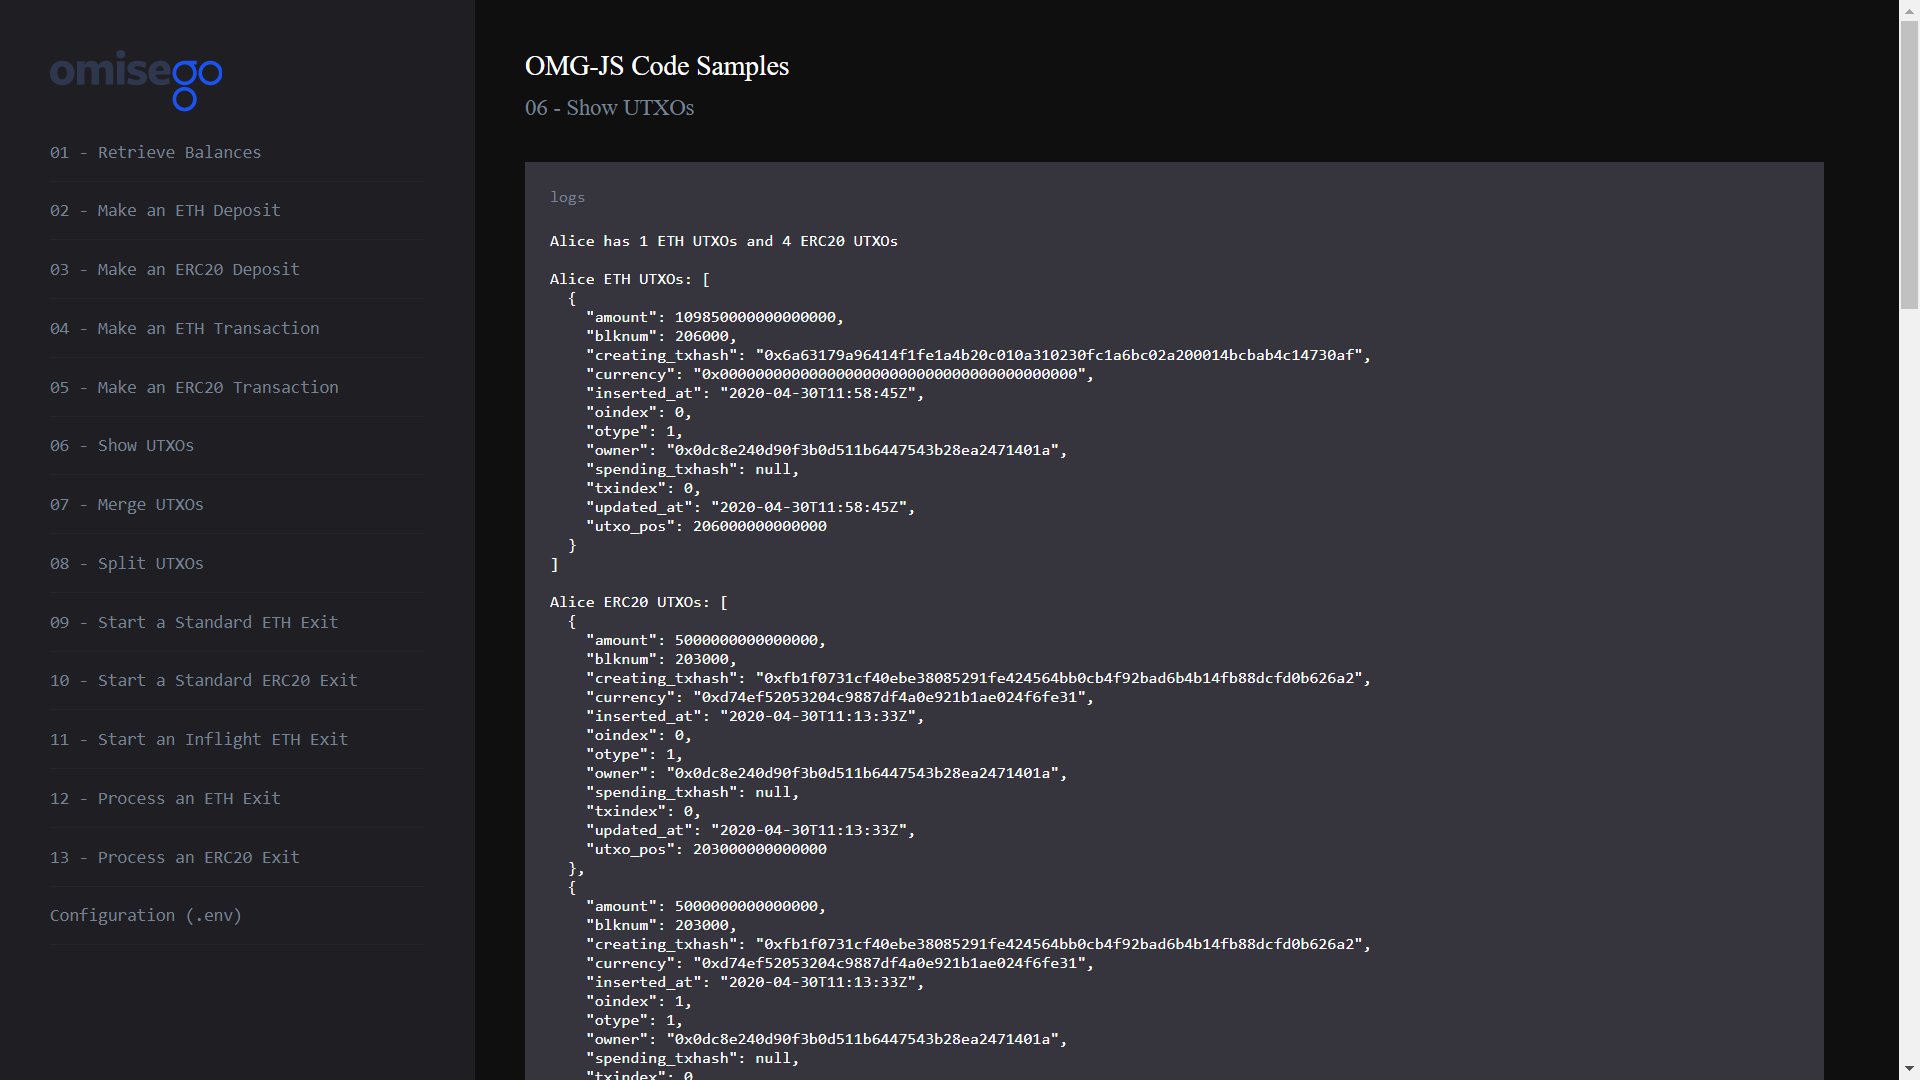 omisego
01 - Retrieve Balances
02 - Make an ETH Deposit
03 - Make an ERC20 Deposit
04 - Make an ETH Transaction
05 - Make an ERC20 Transaction
06 - Show UTXOs
07 - Merge UTXOs
08 - Split UTXOs
09 - Start a Standard ETH Exit
10 - Start a Standard ERC20 Exit
11 - Start an Inflight ETH Exit
12 - Process an ETH Exit
13 - Process an ERC20 Exit
Configuration (.env)
OMG-JS Code Samples
06 - Show UTXOs
logs
Alice has 1 ETH UTXOs and 4 ERC20 UTXOs
Alice ETH UTXOs: [
{
"amount": 109850000000000000,
"blknum": 206000,
"creating_txhash": "0x6a63179a96414f1fe1a4b20c010a310230fc1a6bc02a200014bcbab4c14730af",
"currency": "0x0000000000000000000000000000000000000000",
"inserted_at": "2020-04-30T11:58:45Z",
"oindex": 0,
"otype": 1,
"owner": "0x0dc8e240d90f3b0d511b6447543b28ea2471401a",
"spending_txhash": null,
"txindex": 0,
"updated_at": "2020-04-30T11:58:45Z",
"utxo_pos": 206000000000000
}
]
Alice ERC20 UTXOs: [
{
"amount": 5000000000000000,
"blknum": 203000,
"creating_txhash": "0xfb1f0731cf40ebe38085291fe424564bb0cb4f92bad6b4b14fb88dcfd0b626a2",
"currency": "0xd74ef52053204c9887df4a0e921b1ae024f6fe31",
"inserted_at": "2020-04-30T11:13:33Z",
"oindex": 0,
"otype": 1,
"owner": "0x0dc8e240d90f3b0d511b6447543b28ea2471401a",
"spending_txhash": null,
"txindex": 0,
"updated_at": "2020-04-30T11:13:33Z",
"utxo_pos": 203000000000000
},
{
"amount": 5000000000000000,
"blknum": 203000,
"creating_txhash": "0xfb1f0731cf40ebe38085291fe424564bb0cb4f92bad6b4b14fb88dcfd0b626a2",
"currency": "0xd74ef52053204c9887df4a0e921b1ae024f6fe31",
"inserted_at": "2020-04-30T11:13:33Z",
"oindex": 1,
"otype": 1,
"owner": "0x0dc8e240d90f3b0d511b6447543b28ea2471401a",
"spending_txhash": null,
"txindex": 0